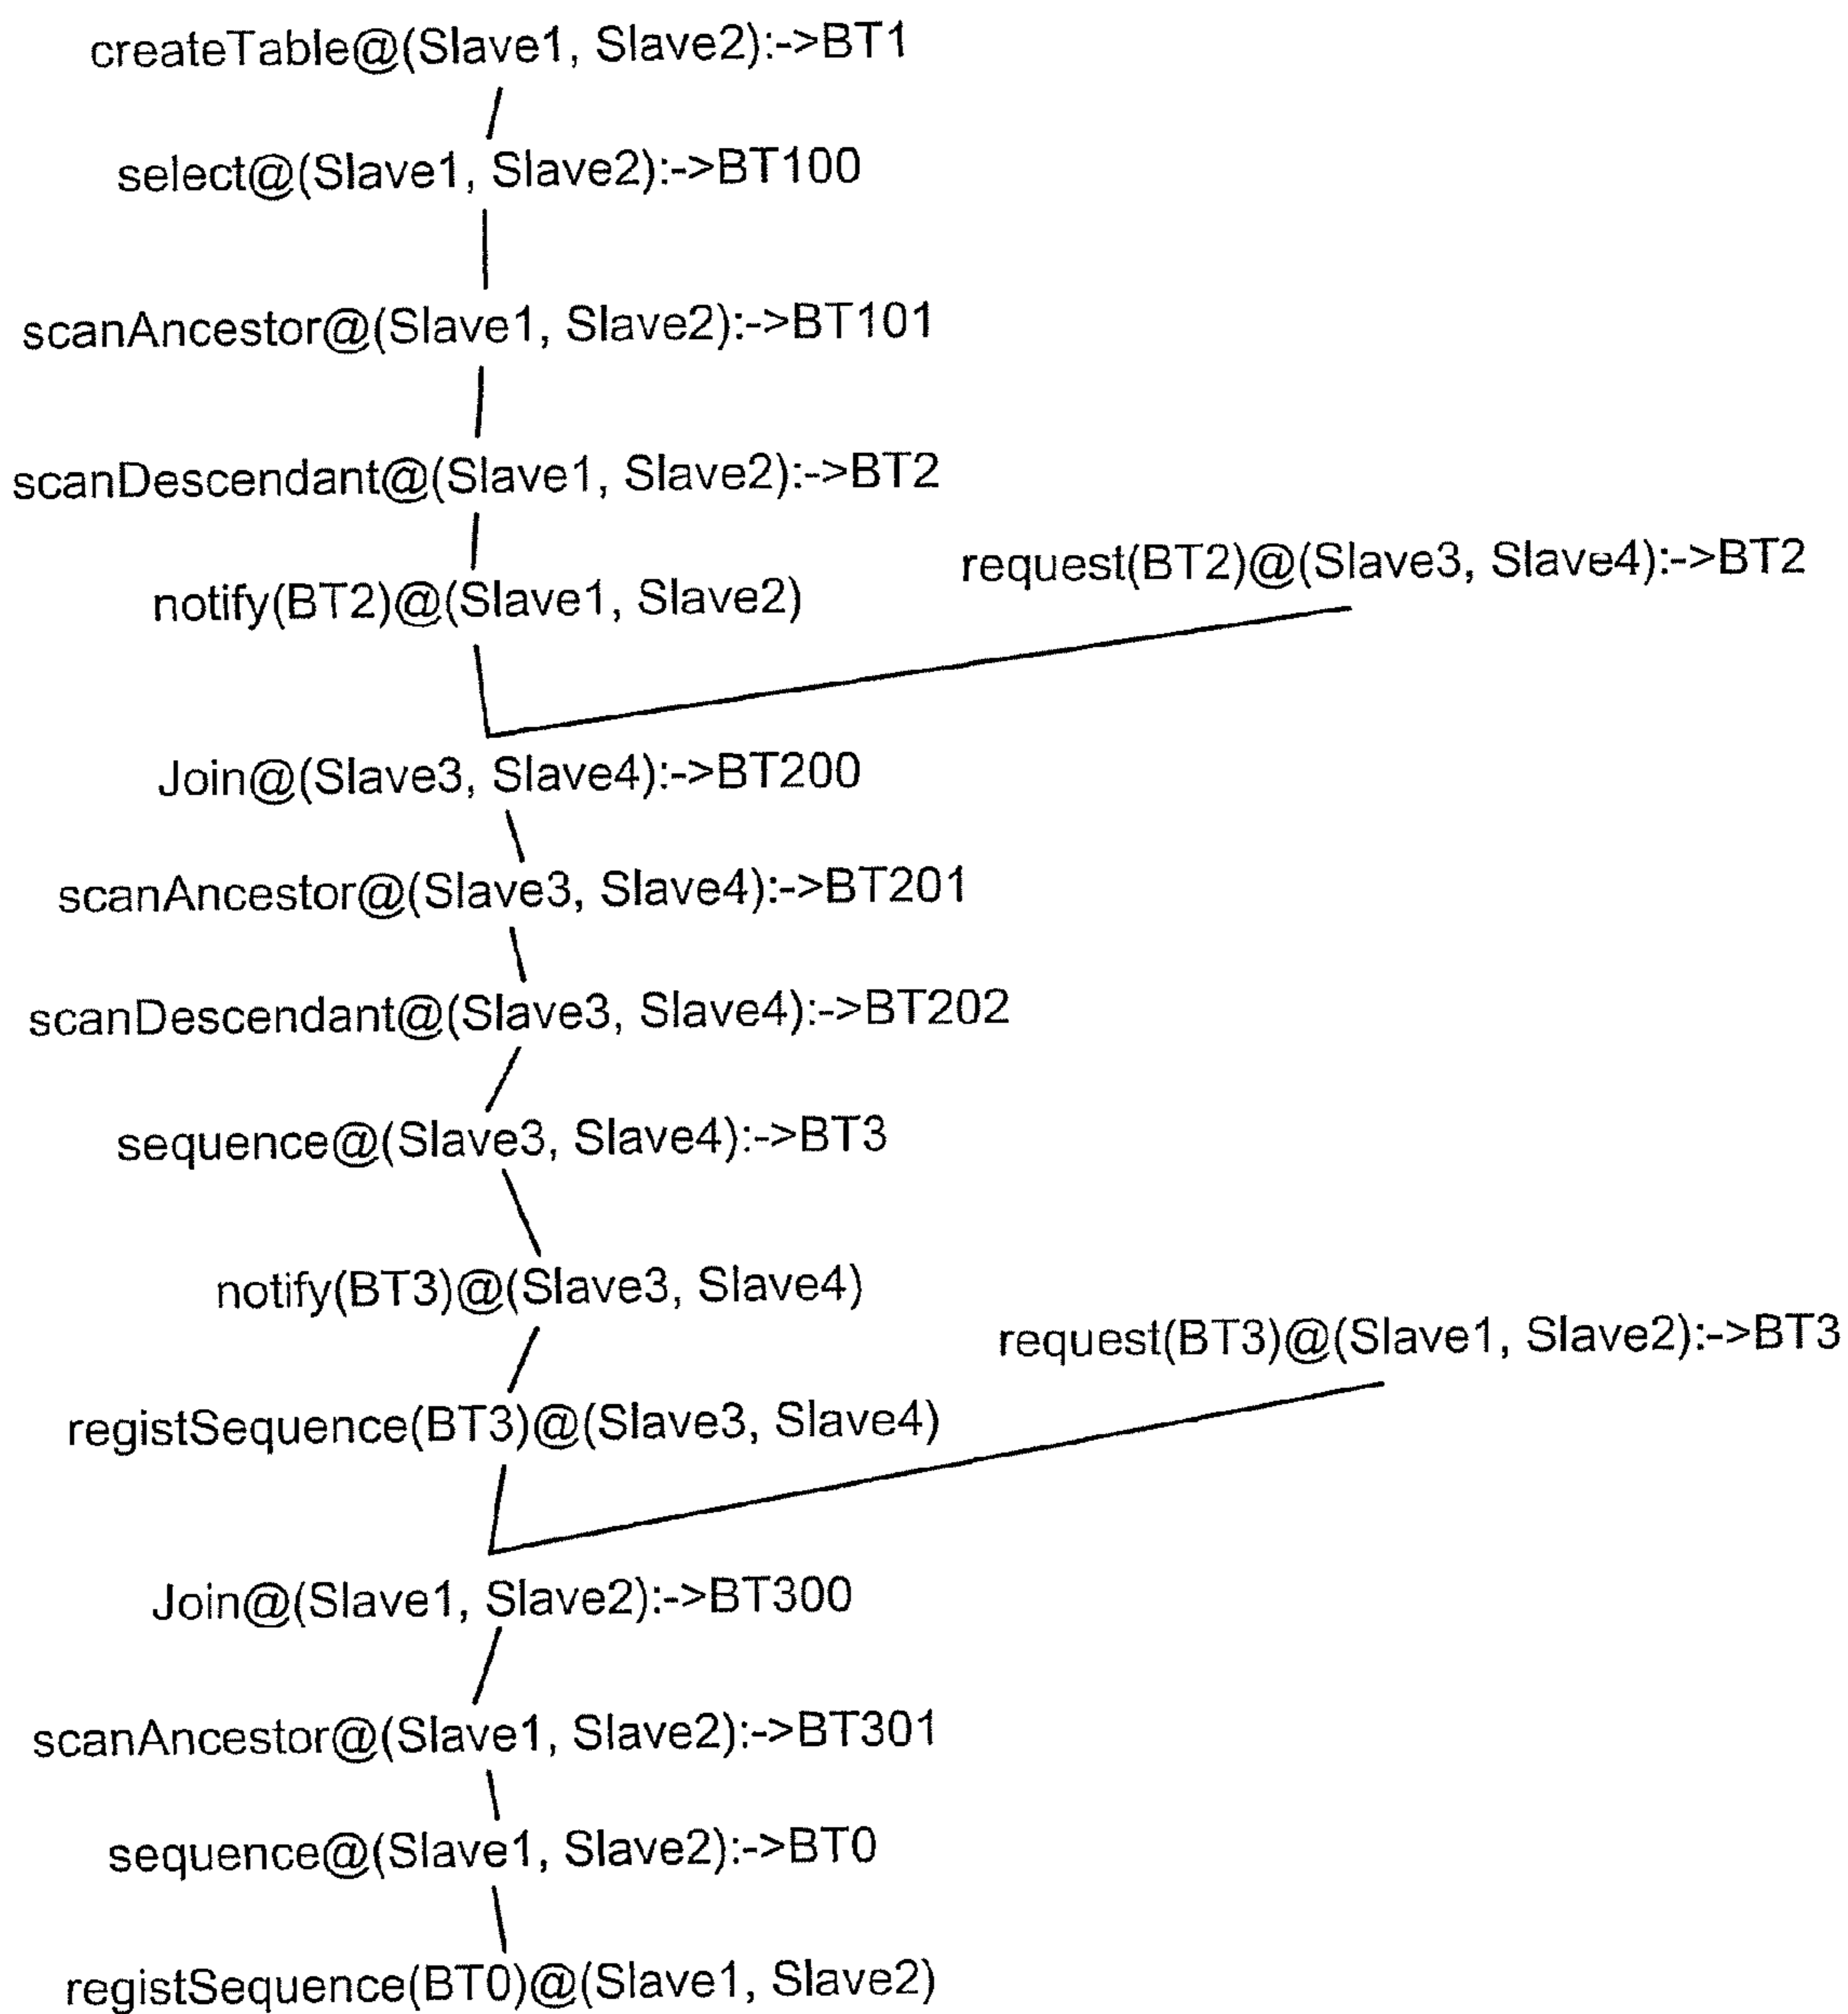 createTable@(Slave1, Slave2):->BT1
select@(Slave1, Slave2):->BT100
scanAncestor@(Slave1, Slave2):->BT101
scanDescendant@(Slave1, Slave2):->BT2
request(BT2)@(Slave3, Slave4):->BT2
notify(BT2)@(Slave1, Slave2)
Join@(Slave3, Slave4):->BT200
scanAncestor@(Slave3, Slave4):->BT201
scanDescendant@(Slave3, Slave4):->BT202
sequence@(Slave3, Slave4):->BT3
notify(BT3)@(Slave3, Slave4)
request(BT3)@(Slave1, Slave2):->BT3
registSequence(BT3)@(Slave3, Slave4)
Join@(Slave1, Slave2):->BT300
scanAncestor@(Slave1, Slave2):->BT301
sequence@(Slave1, Slave2):->BT0
registSequence(BT0)@(Slave1, Slave2)